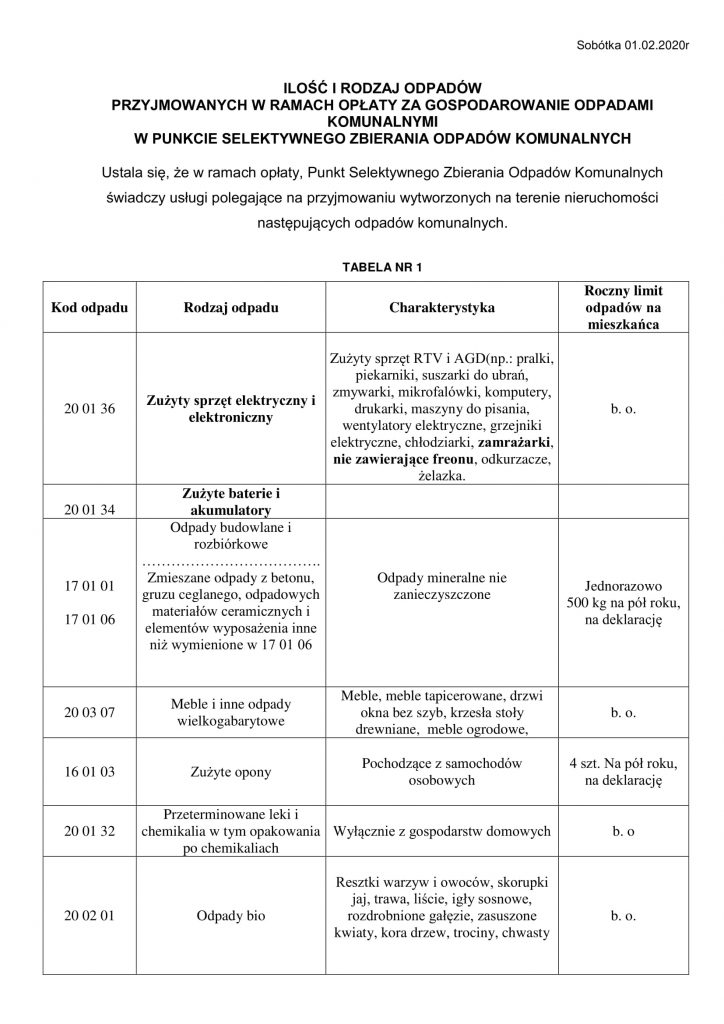 Sobótka 01.02.2020r
ILOŚĆ I RODZAJ ODPADÓW
PRZYJMOWANYCH W RAMACH OPŁATY ZA GOSPODAROWANIE ODPADAMI
KOMUNALNYMI
W PUNKCIE SELEKTYWNEGO ZBIERANIA ODPADÓW KOMUNALNYCH
Ustala się, że w ramach opłaty, Punkt Selektywnego Zbierania Odpadów Komunalnych
świadczy usługi polegające na przyjmowaniu wytworzonych na terenie nieruchomości
następujących odpadów komunalnych.
TABELA NR 1
Kod odpadu
Rodzaj odpadu
Charakterystyka
Roczny limit
odpadów na
mieszkańca
20 01 36
Zużyty sprzęt elektryczny i
elektroniczny
Zużyty sprzęt RTV i AGD(np.: pralki,
piekarniki, suszarki do ubrań,
zmywarki, mikrofalówki, komputery,
drukarki, maszyny do pisania,
wentylatory elektryczne, grzejniki
elektryczne, chłodziarki, zamrażarki,
nie zawierające freonu, odkurzacze,
żelazka.
b. o.
20 01 34
Zużyte baterie i
akumulatory
17 01 01
17 01 06
Odpady budowlane i
rozbiórkowe
……………………………….
Zmieszane odpady z betonu,
gruzu ceglanego, odpadowych
materiałów ceramicznych i
elementów wyposażenia inne
niż wymienione w 17 01 06
Odpady mineralne nie
zanieczyszczone
Jednorazowo
500 kg na pół roku,
na deklarację
20 03 07
Meble i inne odpady
wielkogabarytowe
Meble, meble tapicerowane, drzwi
okna bez szyb, krzesła stoły
drewniane, meble ogrodowe,
b. o.
16 01 03
Zużyte opony
Pochodzące z samochodów
osobowych
4 szt. Na pół roku,
na deklarację
20 01 32
Przeterminowane leki i
chemikalia w tym opakowania
po chemikaliach
Wyłącznie z gospodarstw domowych
b. o
20 02 01
Odpady bio
Resztki warzyw i owoców, skorupki
jaj, trawa, liście, igły sosnowe,
rozdrobnione gałęzie, zasuszone
kwiaty, kora drzew, trociny, chwasty
b. o.